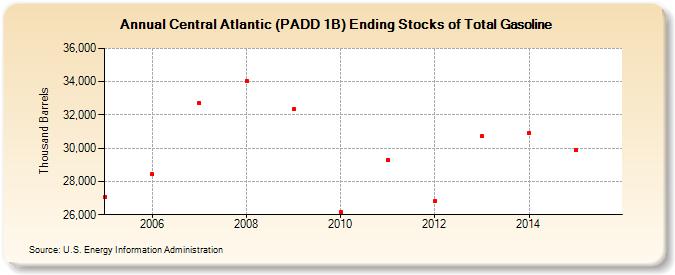 Annual Central Atlantic (PADD 1B) Ending Stocks of Total Gasoline
Thousand Barrels
36,000
34,000
32,000
30,000
28,000
26,000
2006 2008 2010 2012 2014
Source: U.S. Energy Information Administration